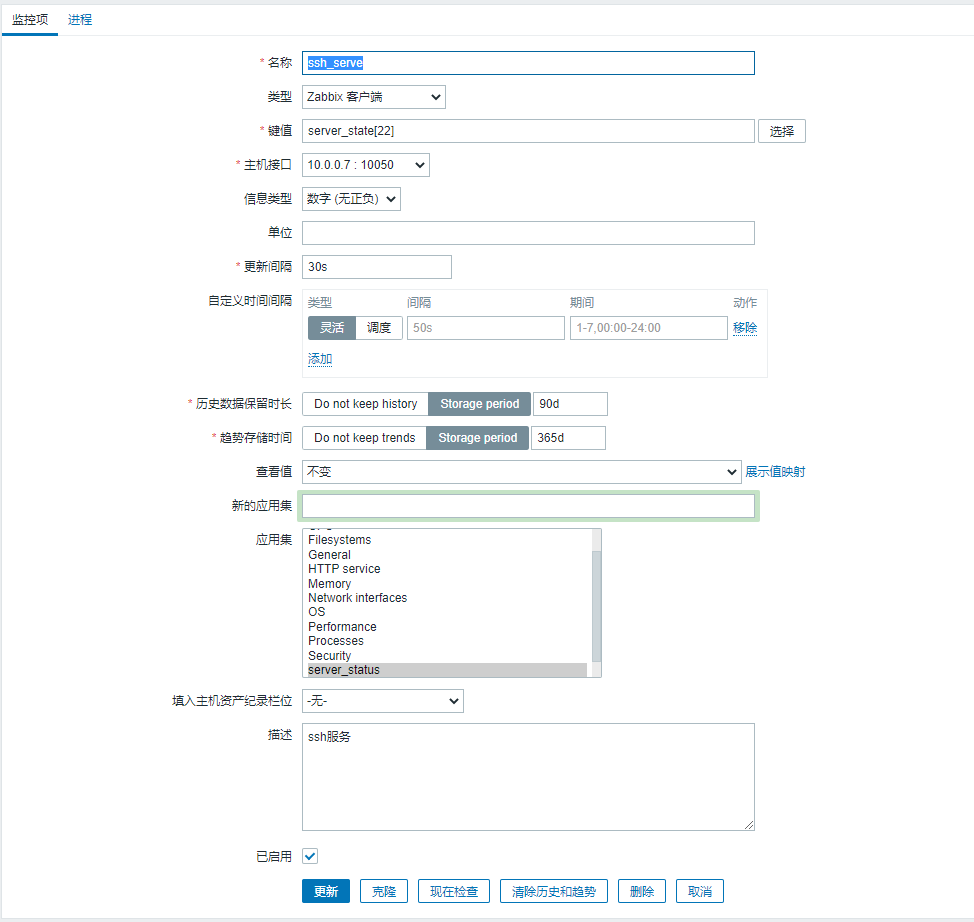 监控项 进程
* 名称 ssh_serve
类型 Zabbix 客户端
* 键值 server_state[22] 选择
* 主机接口 10.0.0.7 : 10050
信息类型 数字 (无正负)
单位
* 更新间隔 30s
自定义时间间隔 类型 间隔 期间 动作
灵活 调度 50s 1-7,00:00-24:00 移除
添加
* 历史数据保留时长 Do not keep history Storage period 90d
* 趋势存储时间 Do not keep trends Storage period 365d
查看值 不变 展示值映射
新的应用集
应用集
Filesystems
General
HTTP service
Memory
Network interfaces
OS
Performance
Processes
Security
server_status
填入主机资产纪录栏位 -无-
描述 ssh服务
已启用
更新 克隆 现在检查 清除历史和趋势 删除 取消